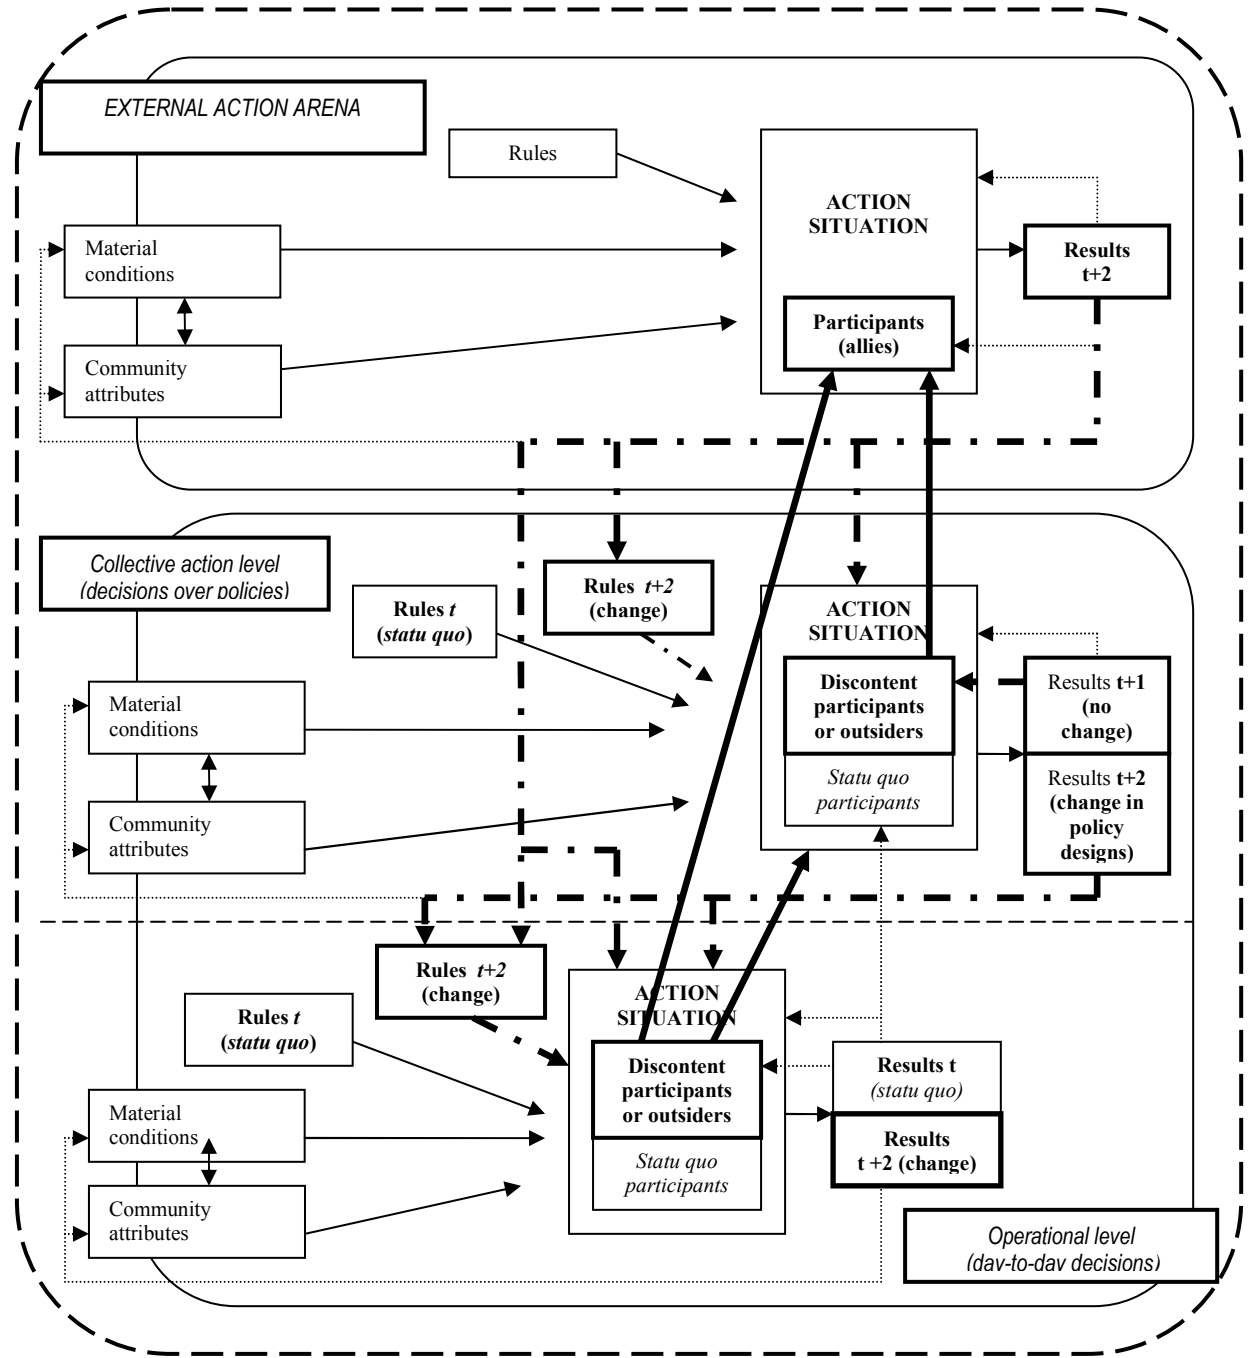 EXTERNAL ACTION ARENA
Rules
ACTION
SITUATION
Material
conditions
Results
t+2
Participants
(allies)
Community
attributes
Collective action level
(decisions over policies)
Rules t
(statu quo)
Rules t+2
(change)
ACTION
SITUATION
Material
conditions
Discontent
participants
or outsiders
Results t+1
(no
change)
Statu quo
participants
Results t+2
(change in
policy
designs)
Community
attributes
Rules t+2
(change)
Rules t
(statu quo)
ACTION
SITUATION
Discontent
participants
or outsiders
Results t
(statu quo)
Material
conditions
Results
t +2 (change)
Statu quo
participants
Community
attributes
Operational level
(day-to-day decisions)